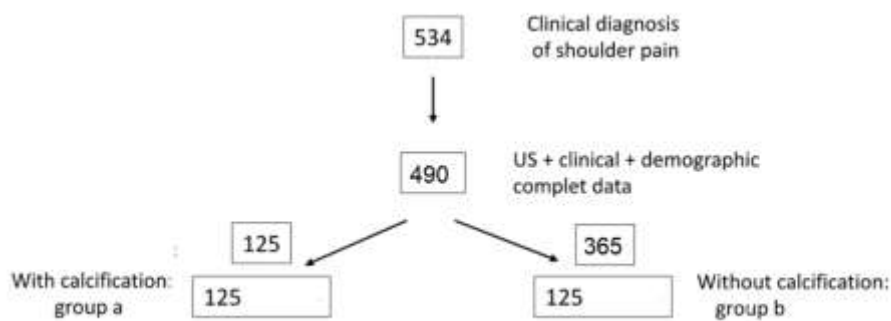 534
Clinical diagnosis
of shoulder pain
490
US + clinical + demographic
complet data
125
365
With calcification:
group a
125
125
Without calcification:
group b